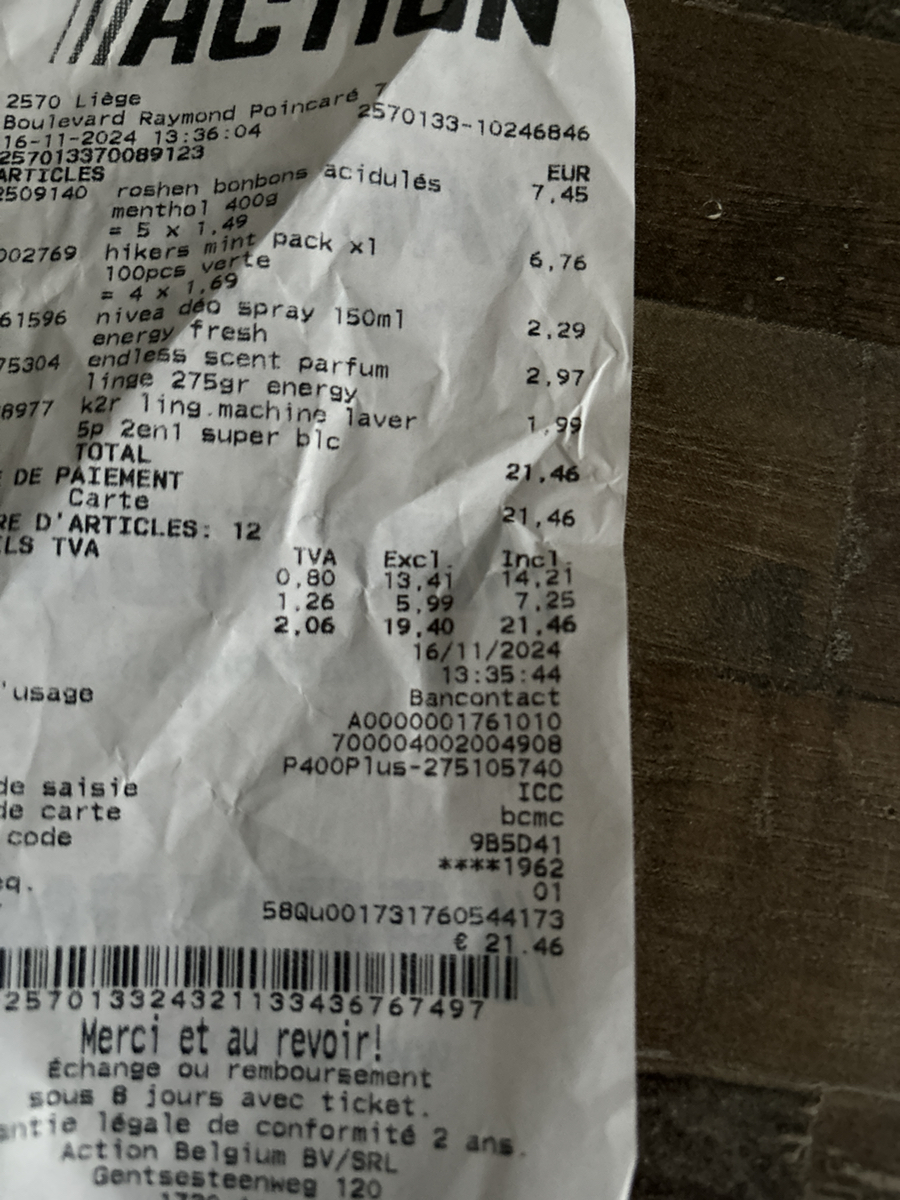 ACTION
2570 Liège
Boulevard Raymond Poincaré 7
2570133-10246846
16-11-2024 13:36:04
257013370089123
ARTICLES EUR
2509140 roshen bonbons acidulés 7,45
menthol 400g
= 5 x 1,49
002769 hikers mint pack x1 6,76
100pcs verte
= 4 x 1,69
61596 nivea déo spray 150ml 2,29
energy fresh
75304 endless scent parfum 2,97
linge 275gr energy
8977 k2r ling.machine laver 1,99
5p 2en1 super blc
TOTAL 21,46
DE PAIEMENT
Carte 21,46
RE D'ARTICLES: 12
LS TVA
TVA Excl. Incl.
0,80 13,41 14,21
1,26 5,99 7,25
2,06 19,40 21,46
16/11/2024
13:35:44
'usage Bancontact
A0000001761010
700004002004908
P400Plus-275105740
de saisie ICC
de carte bcmc
code 9B5D41
****1962
eq. 01
58Qu001731760544173
€ 21.46
257013324321133436767497
Merci et au revoir!
Échange ou remboursement
sous 8 jours avec ticket.
antie légale de conformité 2 ans.
Action Belgium BV/SRL
Gentsesteenweg 120